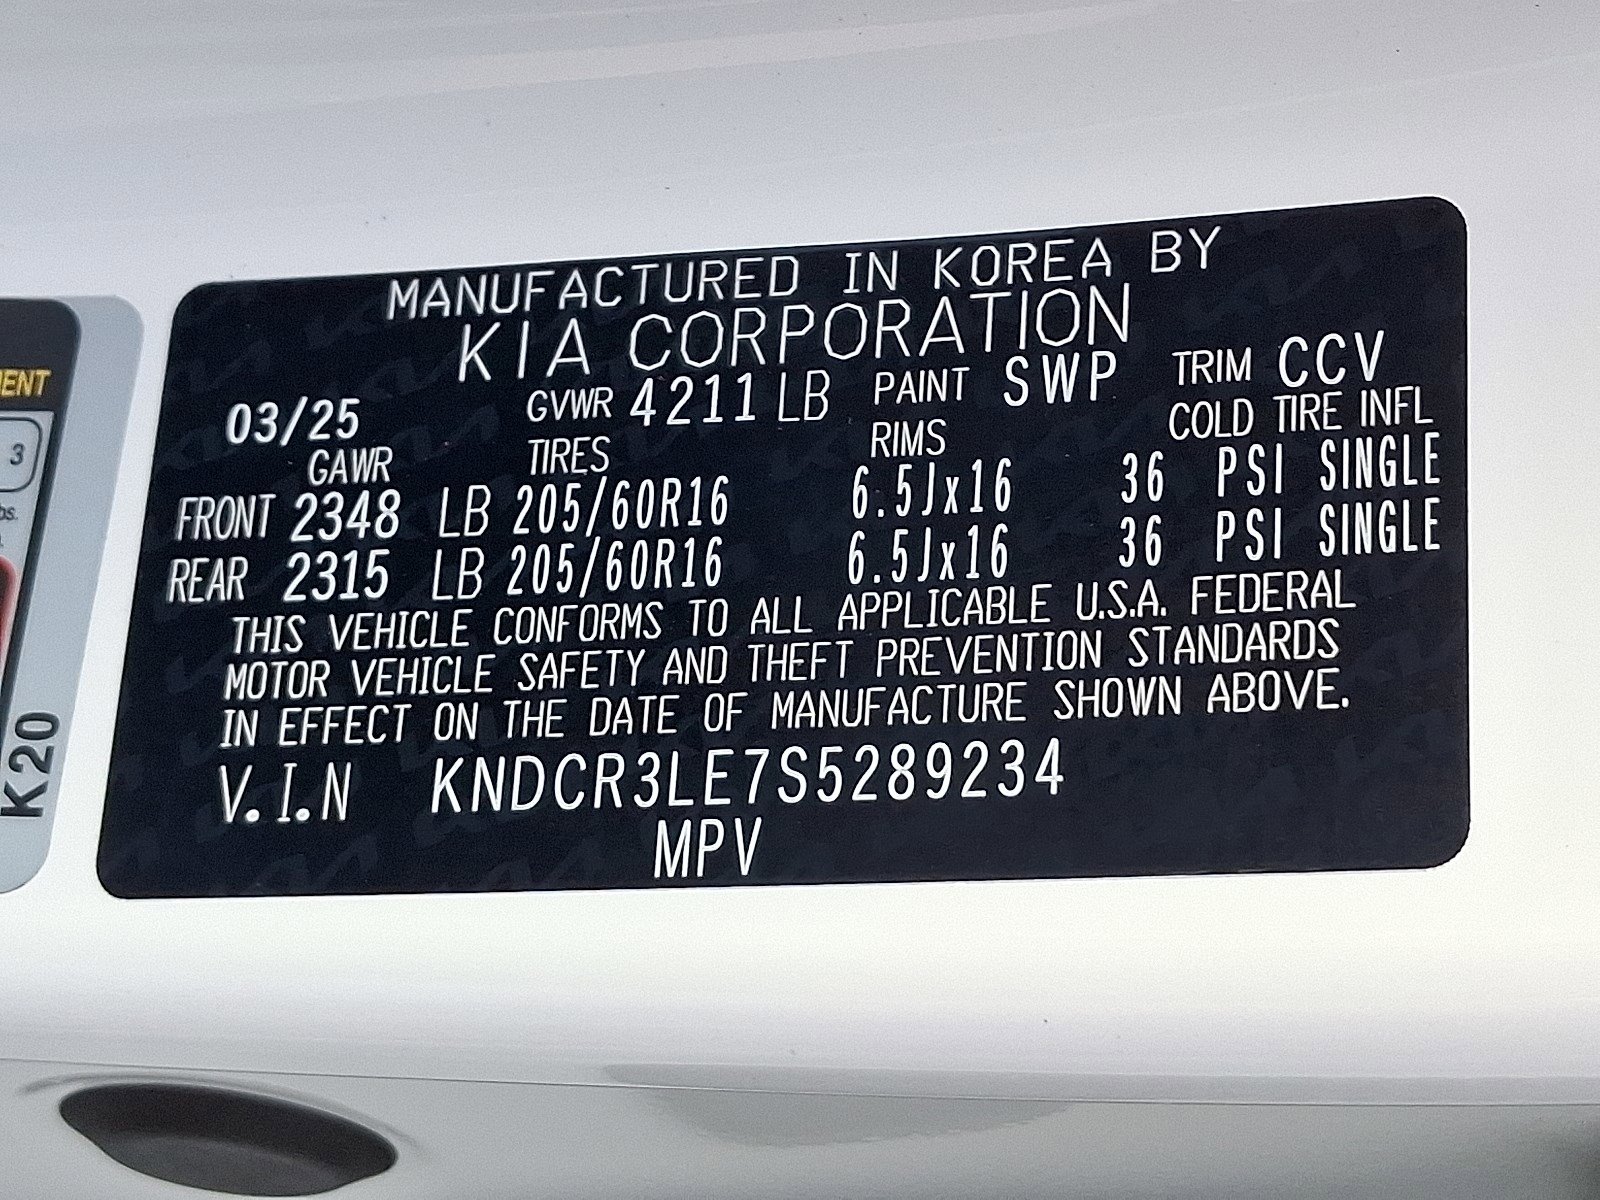 MANUFACTURED IN KOREA BY
KIA CORPORATION
03/25 GVWR 4211 LB PAINT SWP TRIM CCV
GAWR TIRES RIMS COLD TIRE INFL
FRONT 2348 LB 205/60R16 6.5Jx16 36 PSI SINGLE
REAR 2315 LB 205/60R16 6.5Jx16 36 PSI SINGLE
THIS VEHICLE CONFORMS TO ALL APPLICABLE U.S.A. FEDERAL
MOTOR VEHICLE SAFETY AND THEFT PREVENTION STANDARDS
IN EFFECT ON THE DATE OF MANUFACTURE SHOWN ABOVE.
V.I.N KNDCR3LE7S5289234
MPV
3
K20